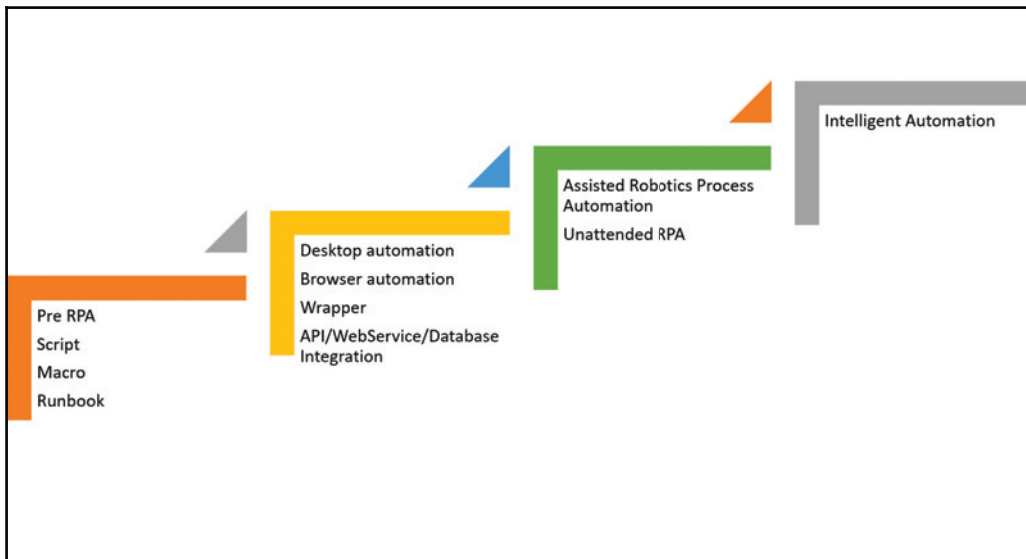 Pre RPA
Script
Macro
Runbook
Desktop automation
Browser automation
Wrapper
API/WebService/Database
Integration
Assisted Robotics Process
Automation
Unattended RPA
Intelligent Automation